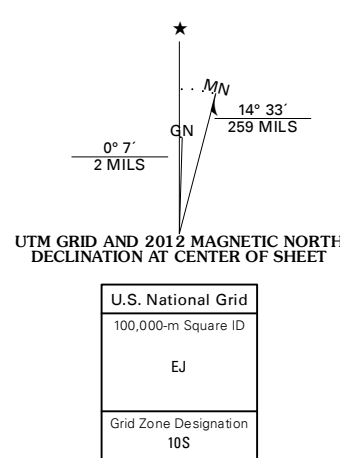 ★
MN
GN
14° 33´
259 MILS
0° 7´
2 MILS
UTM GRID AND 2012 MAGNETIC NORTH
DECLINATION AT CENTER OF SHEET
U.S. National Grid
100,000-m Square ID
EJ
Grid Zone Designation
10S